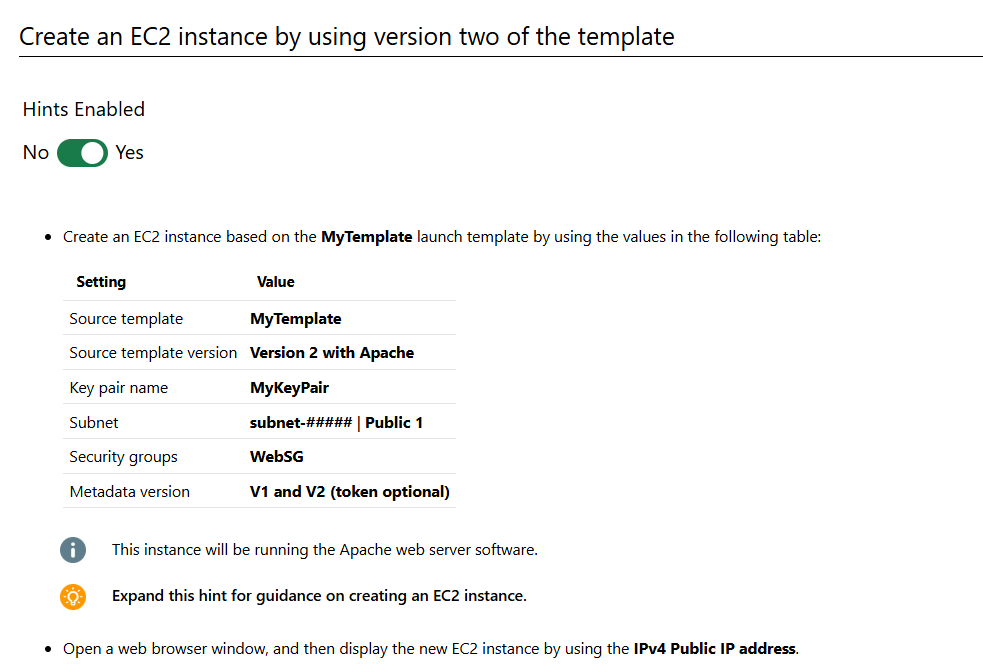 Create an EC2 instance by using version two of the template
Hints Enabled
No Yes
• Create an EC2 instance based on the MyTemplate launch template by using the values in the following table:
Setting Value
Source template MyTemplate
Source template version Version 2 with Apache
Key pair name MyKeyPair
Subnet subnet-##### | Public 1
Security groups WebSG
Metadata version V1 and V2 (token optional)
This instance will be running the Apache web server software.
Expand this hint for guidance on creating an EC2 instance.
• Open a web browser window, and then display the new EC2 instance by using the IPv4 Public IP address.